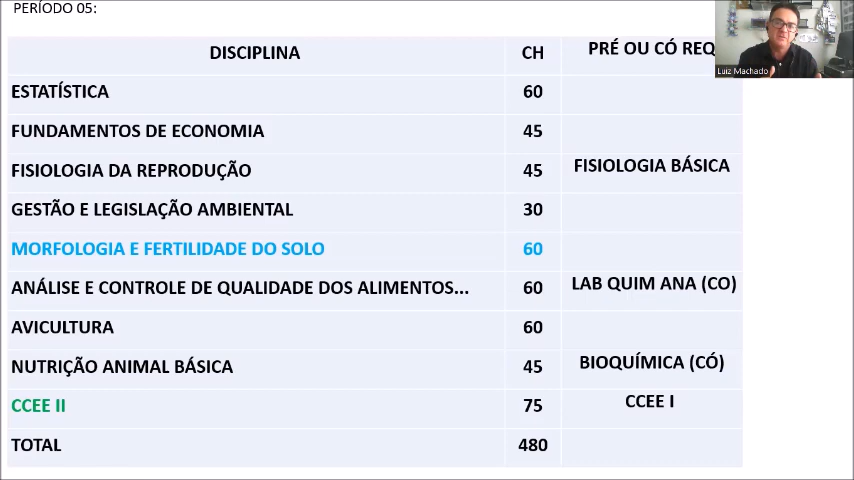 PERÍODO 05:
DISCIPLINA CH PRÉ OU CÓ REQ
Luiz Machado
ESTATÍSTICA 60
FUNDAMENTOS DE ECONOMIA 45
FISIOLOGIA DA REPRODUÇÃO 45 FISIOLOGIA BÁSICA
GESTÃO E LEGISLAÇÃO AMBIENTAL 30
MORFOLOGIA E FERTILIDADE DO SOLO 60
ANÁLISE E CONTROLE DE QUALIDADE DOS ALIMENTOS... 60 LAB QUIM ANA (CO)
AVICULTURA 60
NUTRIÇÃO ANIMAL BÁSICA 45 BIOQUÍMICA (CÓ)
CCEE II 75 CCEE I
TOTAL 480